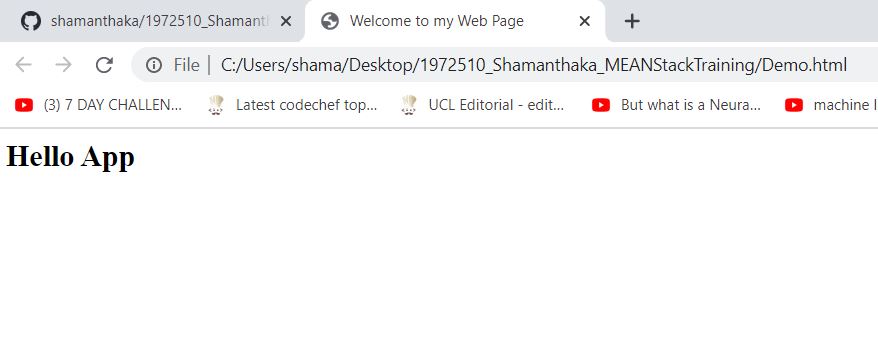 shamanthaka/1972510_Shamant
Welcome to my Web Page
File | C:/Users/shama/Desktop/1972510_Shamanthaka_MEANStackTraining/Demo.html
(3) 7 DAY CHALLEN... Latest codechef top... UCL Editorial - edit... But what is a Neura... machine l
Hello App